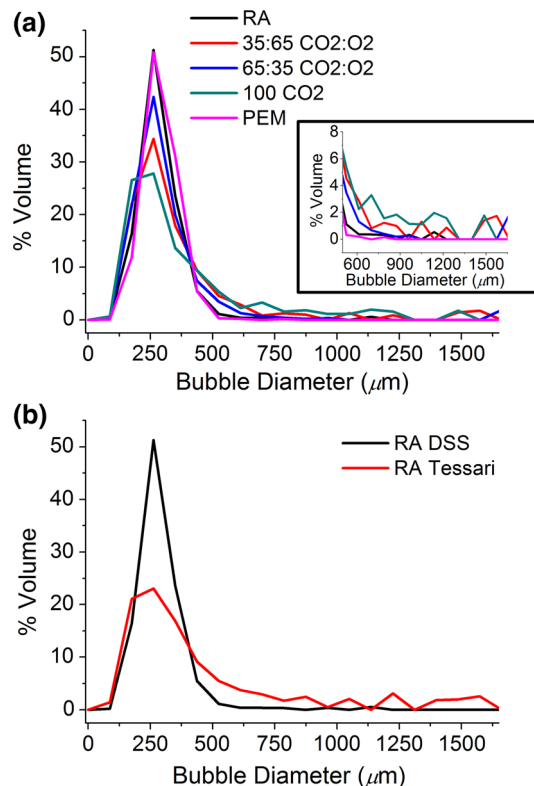 (a)
RA
35:65 CO2:O2
65:35 CO2:O2
100 CO2
PEM
% Volume
50
40
30
20
10
0
0 250 500 750 1000 1250 1500
Bubble Diameter (μm)
% Volume
8
6
4
2
0
600 900 1200 1500
Bubble Diameter (μm)
(b)
RA DSS
RA Tessari
% Volume
50
40
30
20
10
0
0 250 500 750 1000 1250 1500
Bubble Diameter (μm)